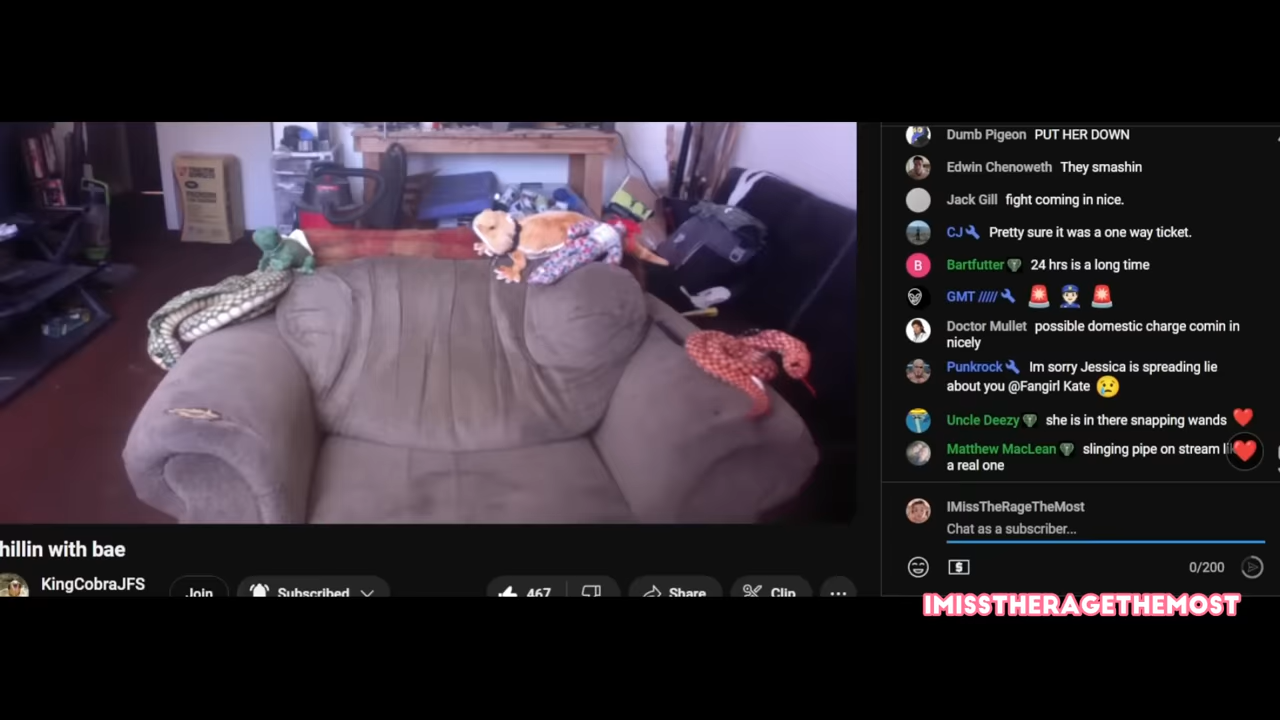 Dumb Pigeon PUT HER DOWN
Edwin Chenoweth They smashin
Jack Gill fight coming in nice.
CJ Pretty sure it was a one way ticket.
B Bartfutter 24 hrs is a long time
GMT ///// 🚨 👮🏻‍♂️ 🚨
Doctor Mullet possible domestic charge comin in
nicely
Punkrock Im sorry Jessica is spreading lie
about you @Fangirl Kate 😢
Uncle Deezy she is in there snapping wands
Matthew MacLean slinging pipe on stream li
a real one
IMissTheRageTheMost
Chat as a subscriber...
0/200
hillin with bae
KingCobraJFS
Join
Subscribed
467
Share
Clip
IMISSTHERAGETHEMOST